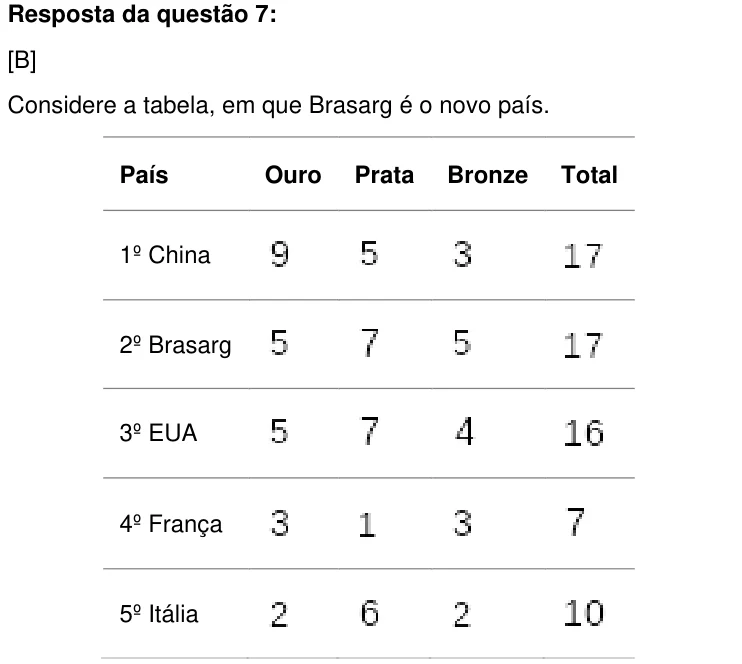 Resposta da questão 7:
[B]
Considere a tabela, em que Brasarg é o novo país.
País Ouro Prata Bronze Total
1º China 9 5 3 17
2º Brasarg 5 7 5 17
3º EUA 5 7 4 16
4º França 3 1 3 7
5º Itália 2 6 2 10